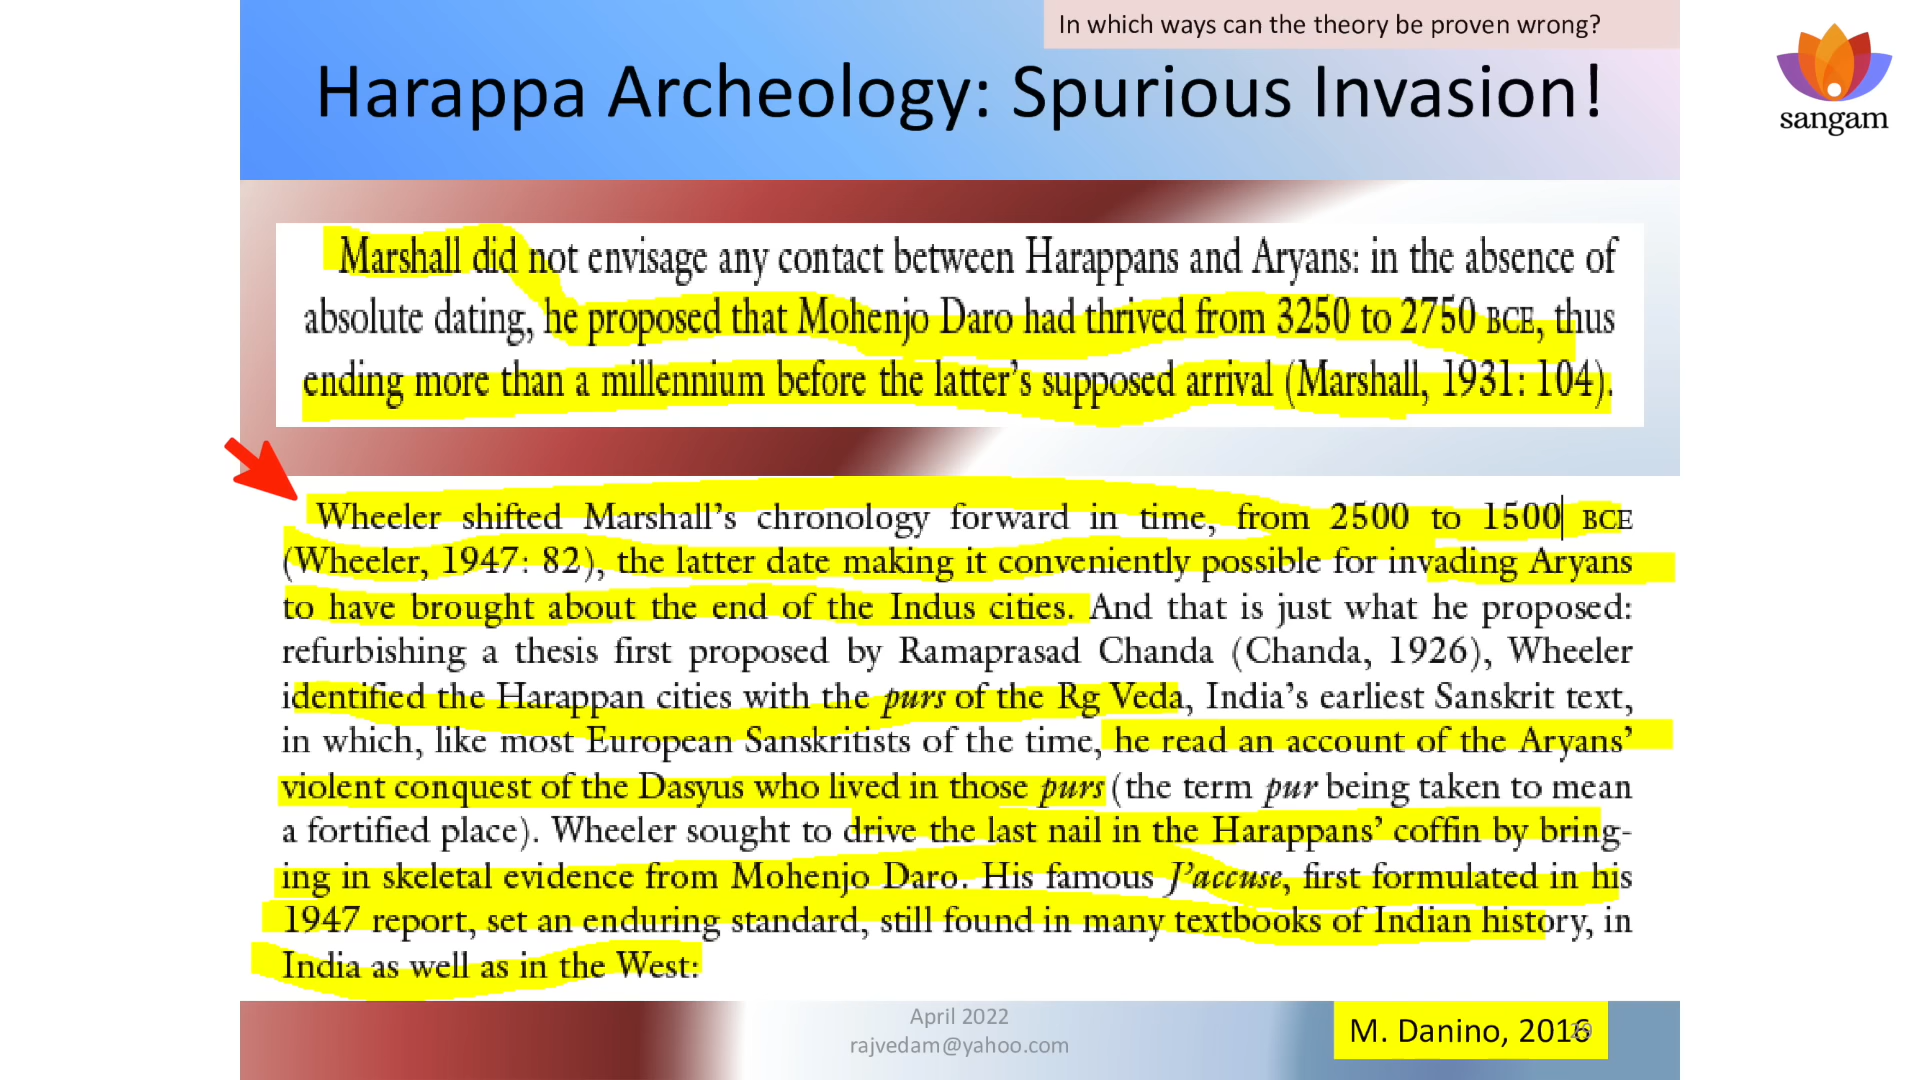 In which ways can the theory be proven wrong?
Harappa Archeology: Spurious Invasion!
sangam
Marshall did not envisage any contact between Harappans and Aryans: in the absence of
absolute dating, he proposed that Mohenjo Daro had thrived from 3250 to 2750 BCE, thus
ending more than a millennium before the latter's supposed arrival (Marshall, 1931: 104).
Wheeler shifted Marshall's chronology forward in time, from 2500 to 1500 BCE
(Wheeler, 1947: 82), the latter date making it conveniently possible for invading Aryans
to have brought about the end of the Indus cities. And that is just what he proposed:
refurbishing a thesis first proposed by Ramaprasad Chanda (Chanda, 1926), Wheeler
identified the Harappan cities with the purs of the Rg Veda, India's earliest Sanskrit text,
in which, like most European Sanskritists of the time, he read an account of the Aryans'
violent conquest of the Dasyus who lived in those purs (the term pur being taken to mean
a fortified place). Wheeler sought to drive the last nail in the Harappans' coffin by bring-
ing in skeletal evidence from Mohenjo Daro. His famous J'accuse, first formulated in his
1947 report, set an enduring standard, still found in many textbooks of Indian history, in
India as well as in the West:
April 2022
rajvedam@yahoo.com
M. Danino, 2016